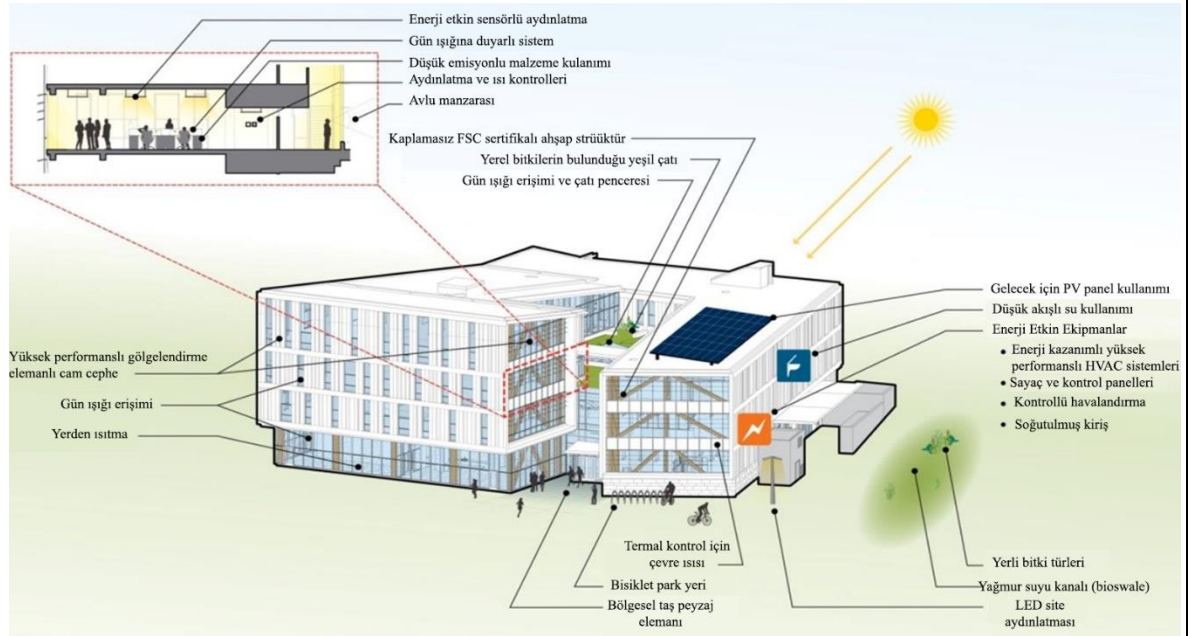 Enerji etkin sensörlü aydınlatma
Gün ışığına duyarlı sistem
Düşük emisyonlu malzeme kulanımı
Aydınlatma ve ısı kontrolleri
Avlu manzarası
Kaplamasız FSC sertifikalı ahşap strüüktür
Yerel bitkilerin bulunduğu yeşil çatı
Gün ışığı erişimi ve çatı penceresi
Gelecek için PV panel kullanımı
Düşük akışlı su kullanımı
Enerji Etkin Ekipmanlar
• Enerji kazanımlı yüksek
performanslı HVAC sistemleri
• Sayaç ve kontrol panelleri
• Kontrollü havalandırma
• Soğutulmuş kiriş
Yüksek performanslı gölgelendirme
elemanlı cam cephe
Gün ışığı erişimi
Yerden ısıtma
Termal kontrol için
çevre ısısı
Bisiklet park yeri
Bölgesel taş peyzaj
elemanı
Yerli bitki türleri
Yağmur suyu kanalı (bioswale)
LED site
aydınlatması